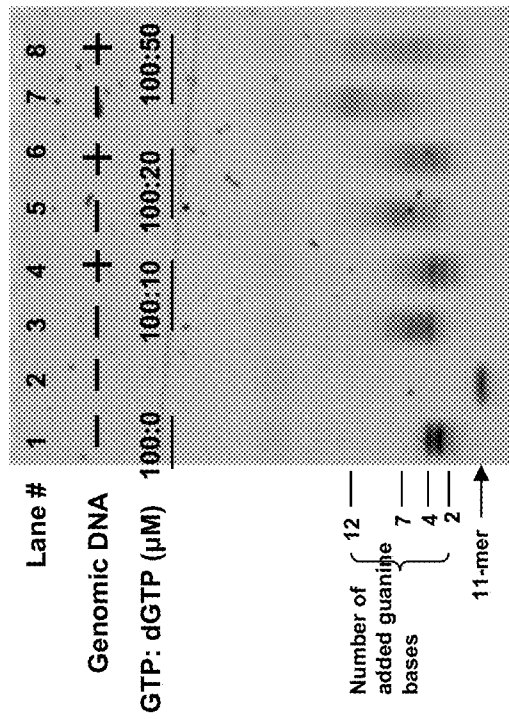 Lane # 1 2 3 4 5 6 7 8
Genomic DNA — — — + — + — +
GTP: dGTP (µM) 100:0 100:10 100:20 100:50
Number of
added guanine
bases
12
7
4
2
11-mer